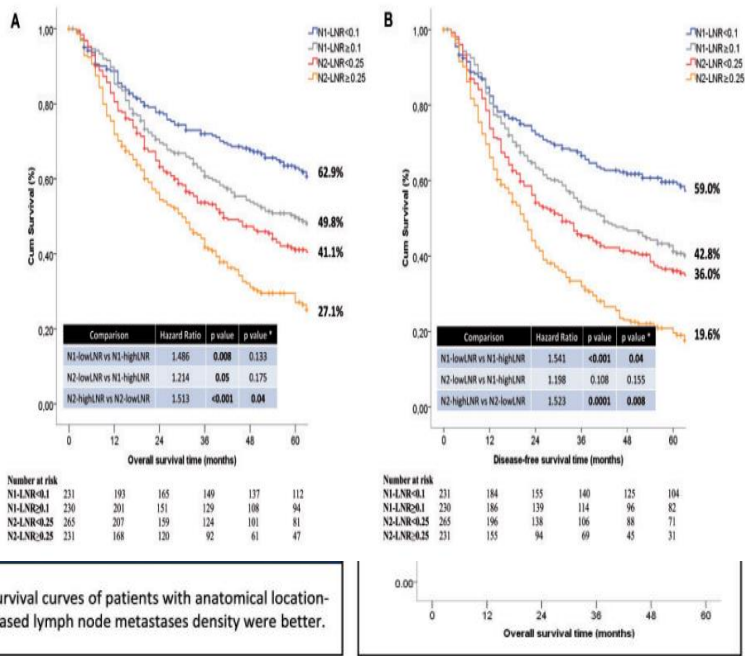 A
N1-LNR<0.1
N1-LNR≥0.1
N2-LNR<0.25
N2-LNR≥0.25
1,00
0,80
0,60
0,40
0,20
0,00
Cum Survival (%)
62.9%
49.8%
41.1%
27.1%
Comparison Hazard Ratio p value p value *
N1-lowLNR vs N1-highLNR 1.486 0.008 0.133
N2-lowLNR vs N1-highLNR 1.214 0.05 0.175
N2-highLNR vs N2-lowLNR 1.513 <0.001 0.04
0 12 24 36 48 60
Overall survival time (months)
Number at risk
N1-LNR<0.1 231 193 165 149 137 112
N1-LNR≥0.1 230 201 151 129 108 94
N2-LNR<0.25 265 207 159 124 101 81
N2-LNR≥0.25 231 168 120 92 61 47
B
N1-LNR<0.1
N1-LNR≥0.1
N2-LNR<0.25
N2-LNR≥0.25
1,00
0,80
0,60
0,40
0,20
0,00
Cum Survival (%)
59.0%
42.8%
36.0%
19.6%
Comparison Hazard Ratio p value p value *
N1-lowLNR vs N1-highLNR 1.541 <0.001 0.04
N2-lowLNR vs N1-highLNR 1.198 0.108 0.155
N2-highLNR vs N2-lowLNR 1.523 0.0001 0.008
0 12 24 36 48 60
Disease-free survival time (months)
Number at risk
N1-LNR<0.1 231 184 155 140 125 104
N1-LNR≥0.1 230 186 139 114 96 82
N2-LNR<0.25 265 196 138 106 88 71
N2-LNR≥0.25 231 155 94 69 45 31
urvival curves of patients with anatomical location-
ased lymph node metastases density were better.
0.00
0 12 24 36 48 60
Overall survival time (months)